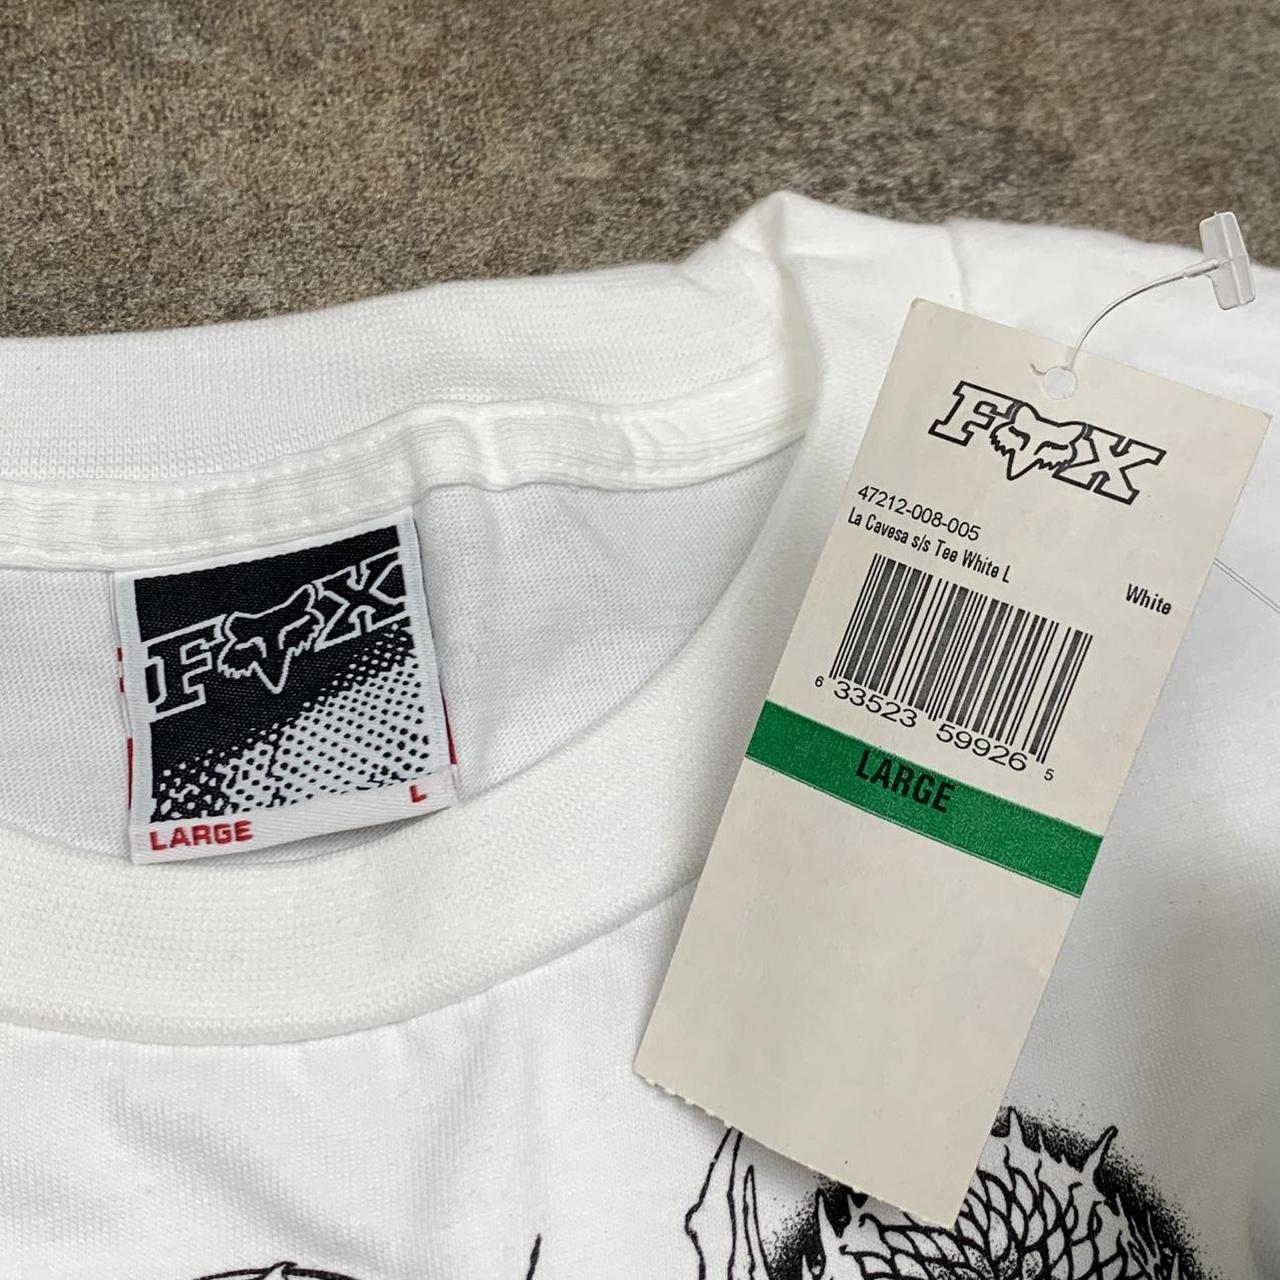 FOX
LARGE
L
FOX
47212-008-005
La Cavesa s/s Tee White L
White
6 33523 59926 5
LARGE